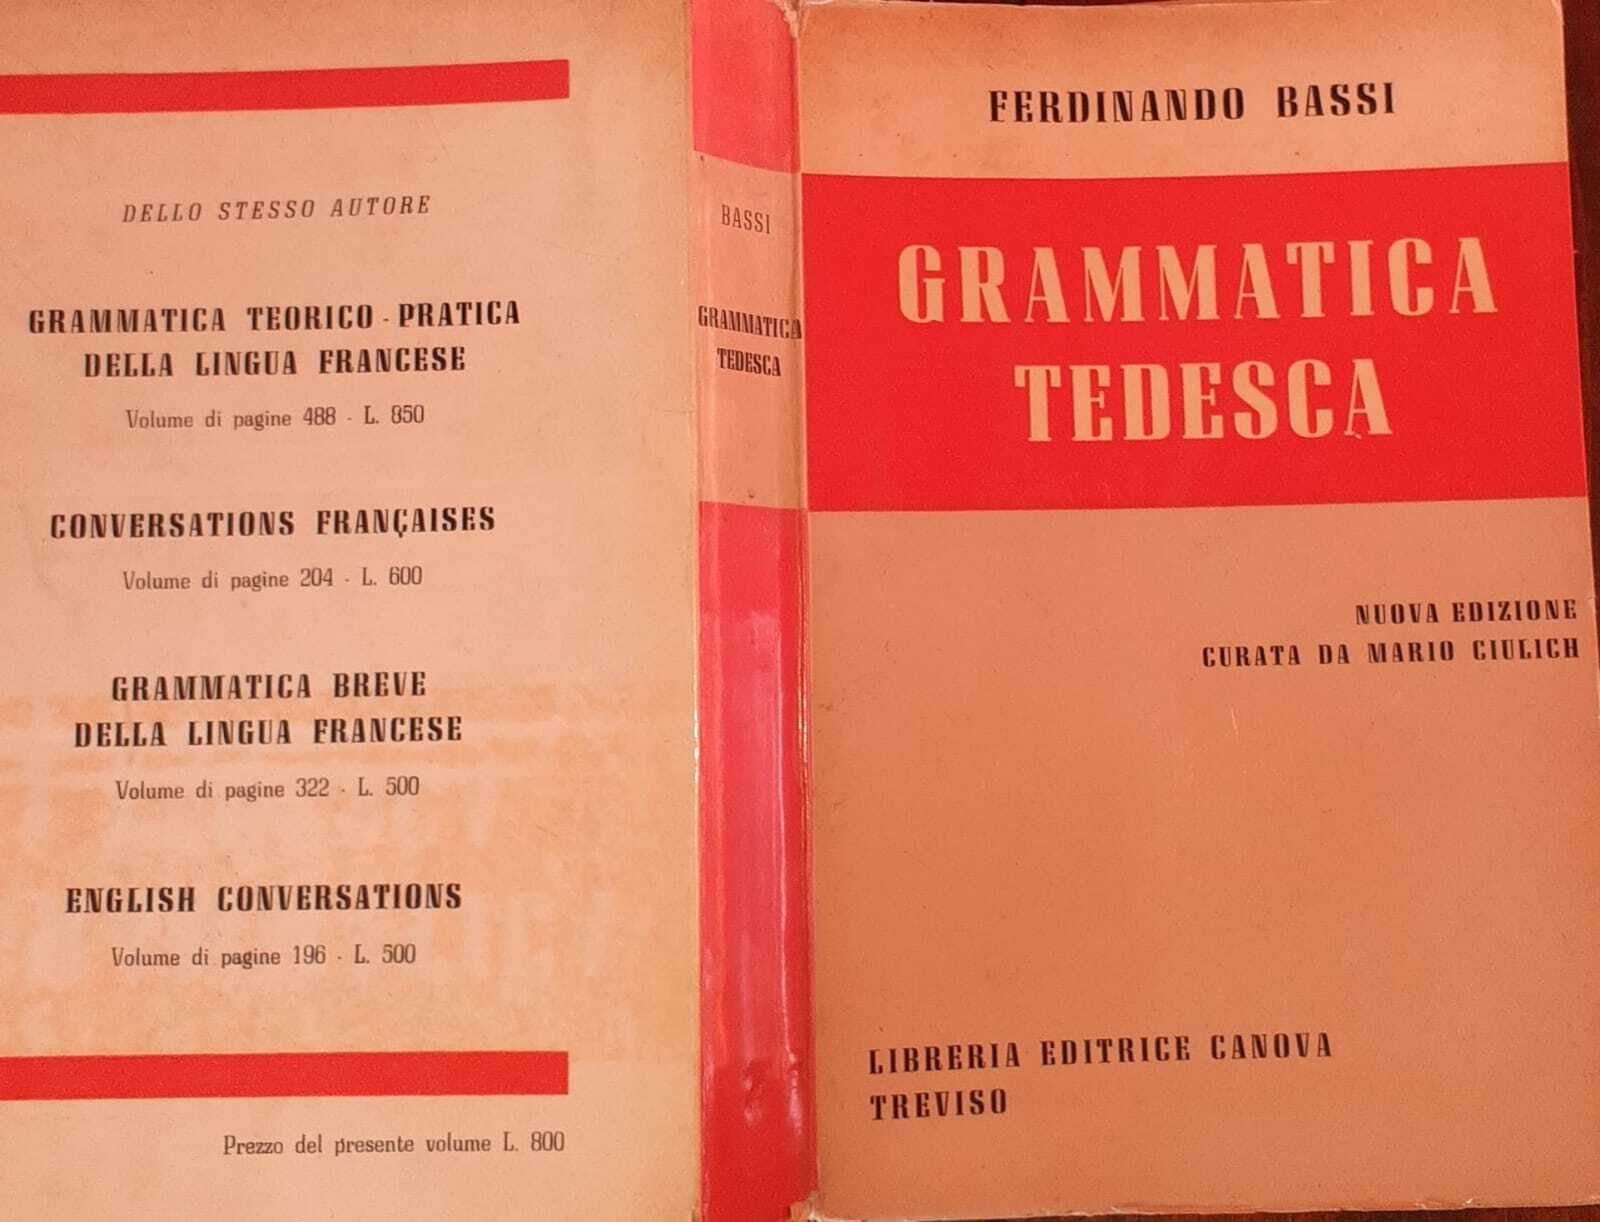 DELLO STESSO AUTORE
GRAMMATICA TEORICO - PRATICA
DELLA LINGUA FRANCESE
Volume di pagine 488 - L. 850
CONVERSATIONS FRANÇAISES
Volume di pagine 204 - L. 600
GRAMMATICA BREVE
DELLA LINGUA FRANCESE
Volume di pagine 322 - L. 500
ENGLISH CONVERSATIONS
Volume di pagine 196 - L. 500
Prezzo del presente volume L. 800
BASSI
GRAMMATICA
TEDESCA
FERDINANDO BASSI
GRAMMATICA
TEDESCA
NUOVA EDIZIONE
CURATA DA MARIO CIULICH
LIBRERIA EDITRICE CANOVA
TREVISO